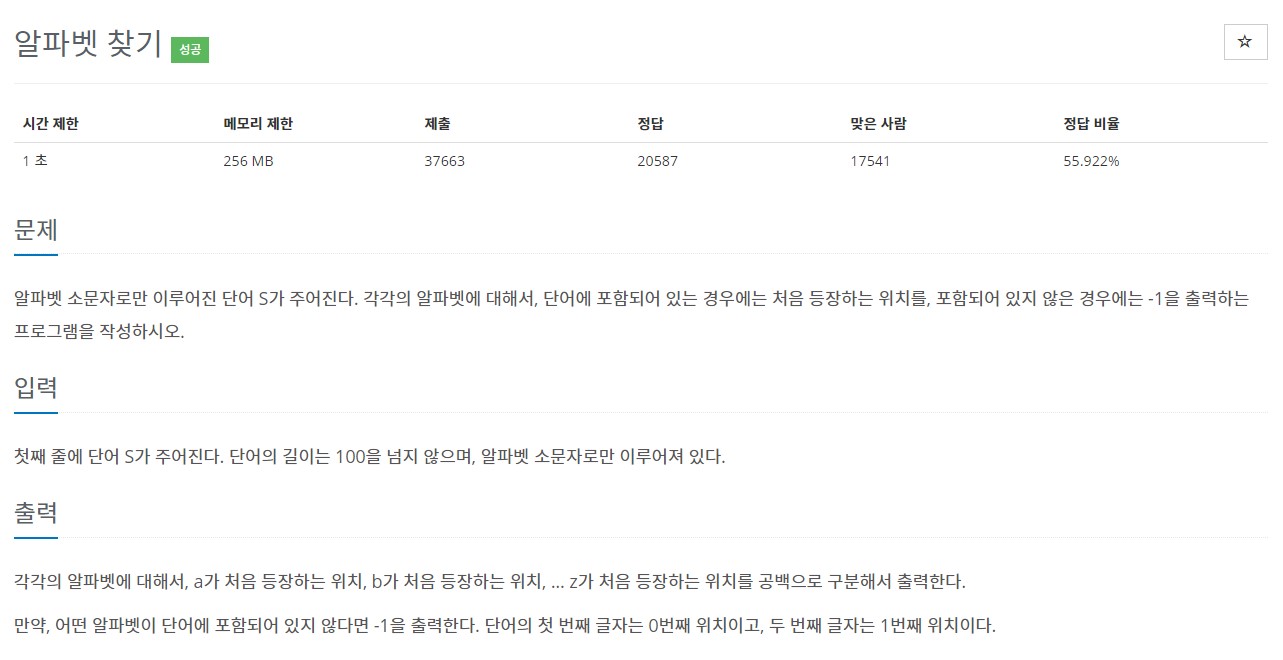 알파벳 찾기 성공
☆
시간 제한 메모리 제한 제출 정답 맞은 사람 정답 비율
1 초 256 MB 37663 20587 17541 55.922%
문제
알파벳 소문자로만 이루어진 단어 S가 주어진다. 각각의 알파벳에 대해서, 단어에 포함되어 있는 경우에는 처음 등장하는 위치를, 포함되어 있지 않은 경우에는 -1을 출력하는
프로그램을 작성하시오.
입력
첫째 줄에 단어 S가 주어진다. 단어의 길이는 100을 넘지 않으며, 알파벳 소문자로만 이루어져 있다.
출력
각각의 알파벳에 대해서, a가 처음 등장하는 위치, b가 처음 등장하는 위치, ... z가 처음 등장하는 위치를 공백으로 구분해서 출력한다.
만약, 어떤 알파벳이 단어에 포함되어 있지 않다면 -1을 출력한다. 단어의 첫 번째 글자는 0번째 위치이고, 두 번째 글자는 1번째 위치이다.